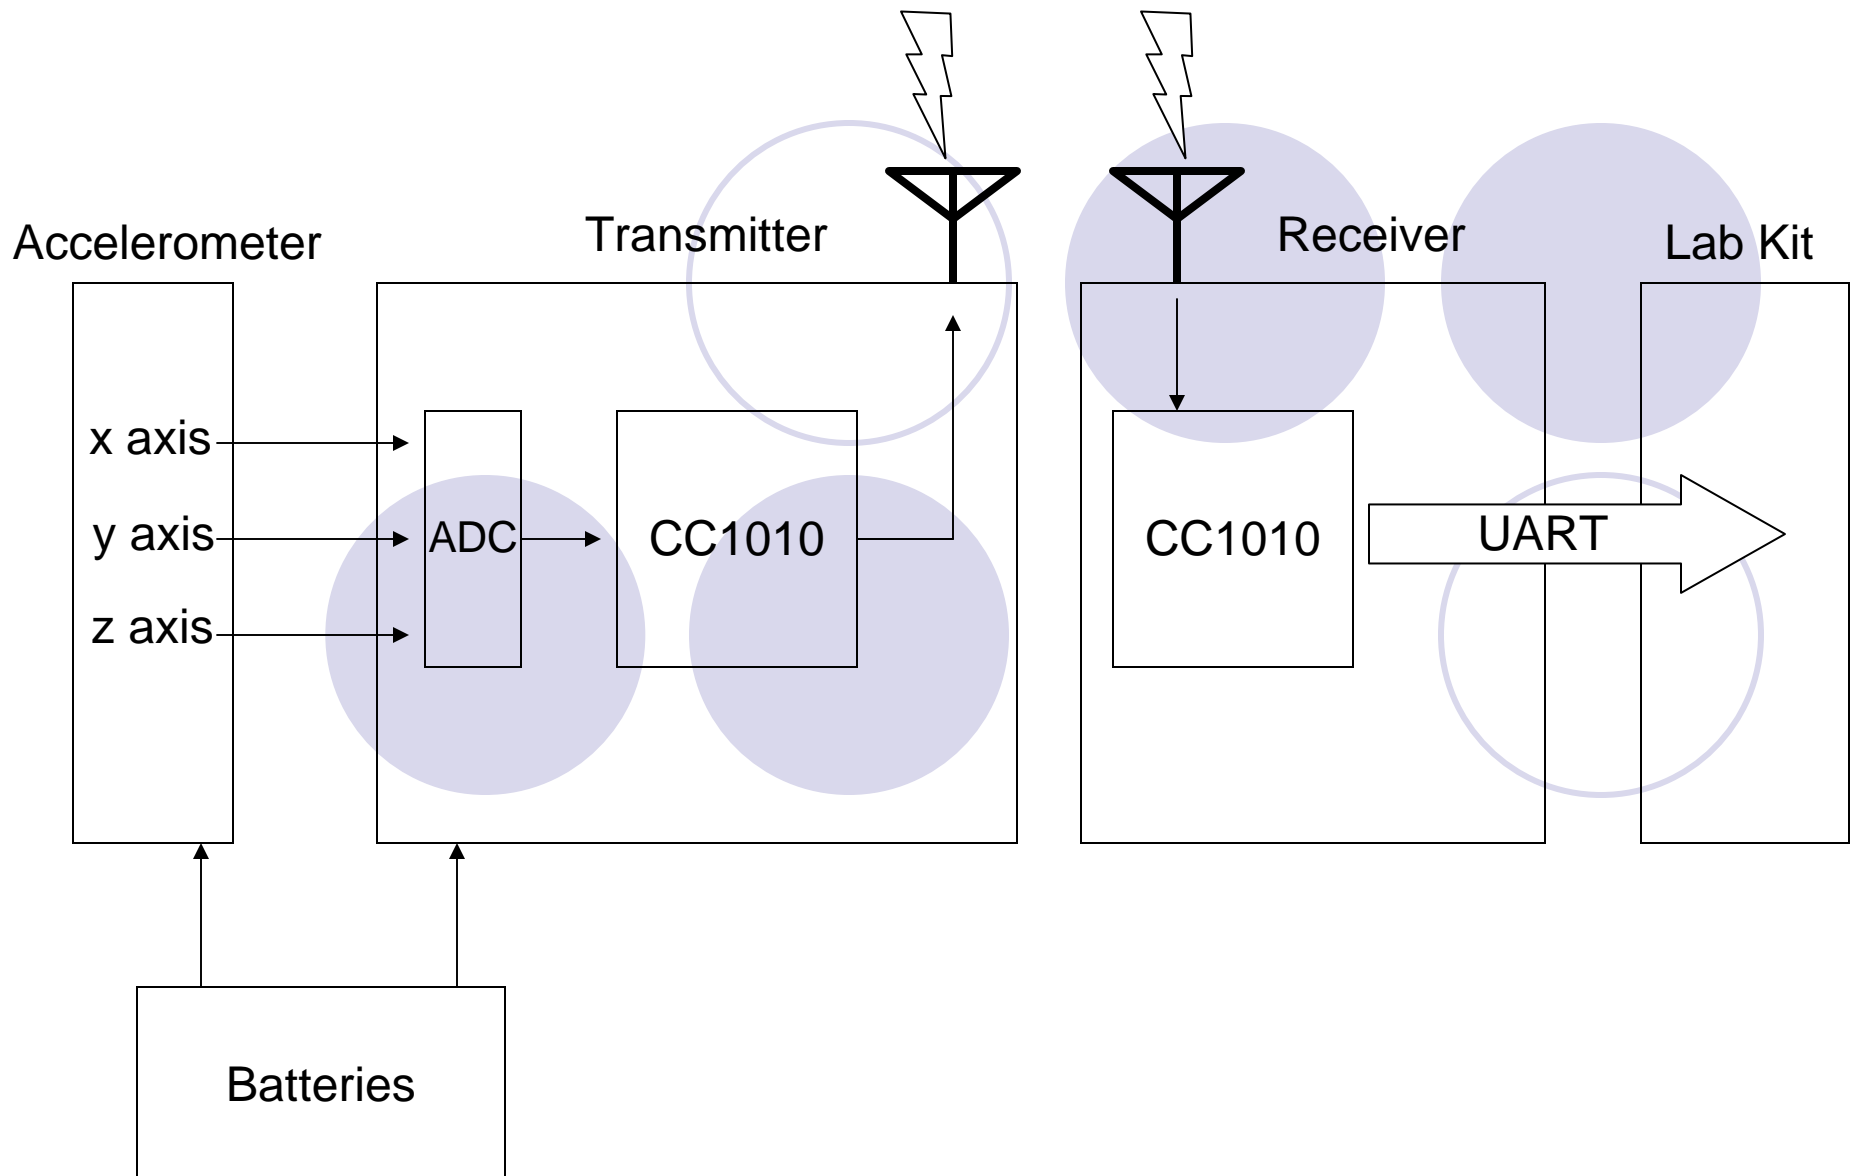 Accelerometer
Transmitter
Receiver
Lab Kit
x axis
y axis
z axis
ADC
CC1010
CC1010
UART
Batteries